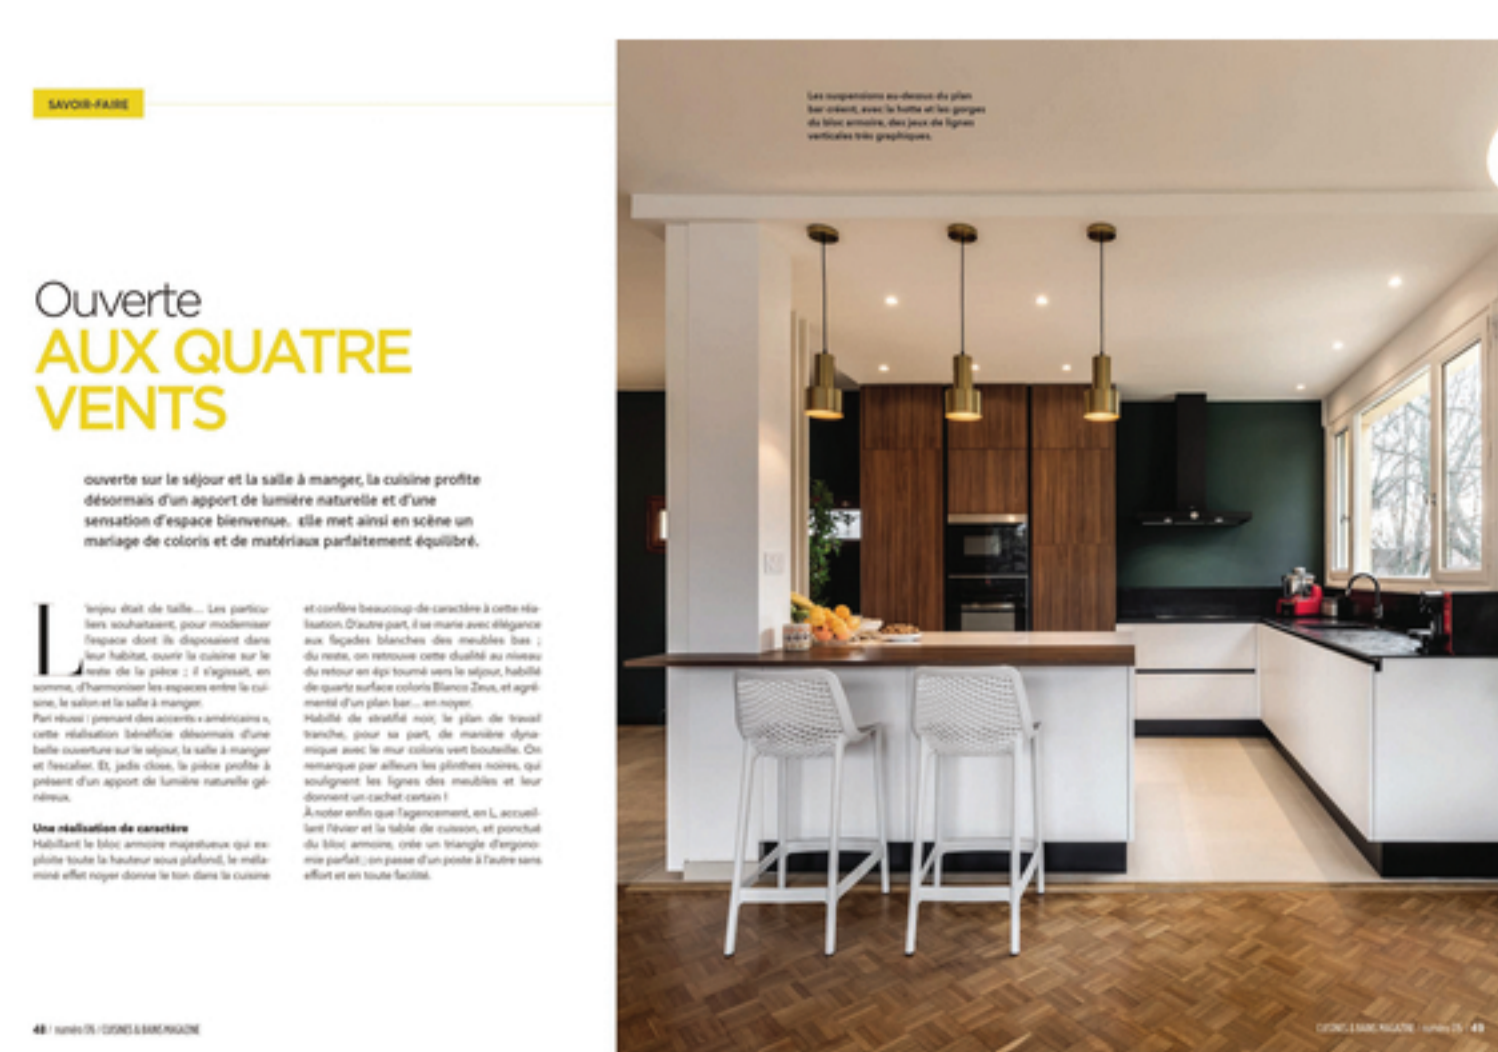 SAVOIR-FAIRE
Les suspensions au-dessus du plan
bar créent, avec la hotte et les gorges
du bloc armoire, des jeux de lignes
verticales très graphiques.
Ouverte
AUX QUATRE
VENTS
ouverte sur le séjour et la salle à manger, la cuisine profite
désormais d'un apport de lumière naturelle et d'une
sensation d'espace bienvenue. elle met ainsi en scène un
mariage de coloris et de matériaux parfaitement équilibré.
L'enjeu était de taille... Les particu-
liers souhaitaient, pour moderniser
l'espace dont ils disposaient dans
leur habitat, ouvrir la cuisine sur le
reste de la pièce ; il s'agissait, en
somme, d'harmoniser les espaces entre la cui-
sine, le salon et la salle à manger.
Pari réussi : prenant des accents « américains »,
cette réalisation bénéficie désormais d'une
belle ouverture sur le séjour, la salle à manger
et l'escalier. Et, jadis close, la pièce profite à
présent d'un apport de lumière naturelle gé-
néreux.
Une réalisation de caractère
Habillant le bloc armoire majestueux qui ex-
ploite toute la hauteur sous plafond, le méla-
miné effet noyer donne le ton dans la cuisine
et confère beaucoup de caractère à cette réa-
lisation. D'autre part, il se marie avec élégance
aux façades blanches des meubles bas ;
du reste, on retrouve cette dualité au niveau
du retour en épi tourné vers le séjour, habillé
de quartz surface coloris Blanco Zeus, et agré-
menté d'un plan bar... en noyer.
Habillé de stratifié noir, le plan de travail
tranche, pour sa part, de manière dyna-
mique avec le mur coloris vert bouteille. On
remarque par ailleurs les plinthes noires, qui
soulignent les lignes des meubles et leur
donnent un cachet certain !
À noter enfin que l'agencement, en L, accueil-
lant l'évier et la table de cuisson, et ponctué
du bloc armoire, crée un triangle d'ergono-
mie parfait ; on passe d'un poste à l'autre sans
effort et en toute facilité.
48 / numéro 176 / CUISINES & BAINS MAGAZINE
CUISINES & BAINS MAGAZINE / numéro 176 / 49